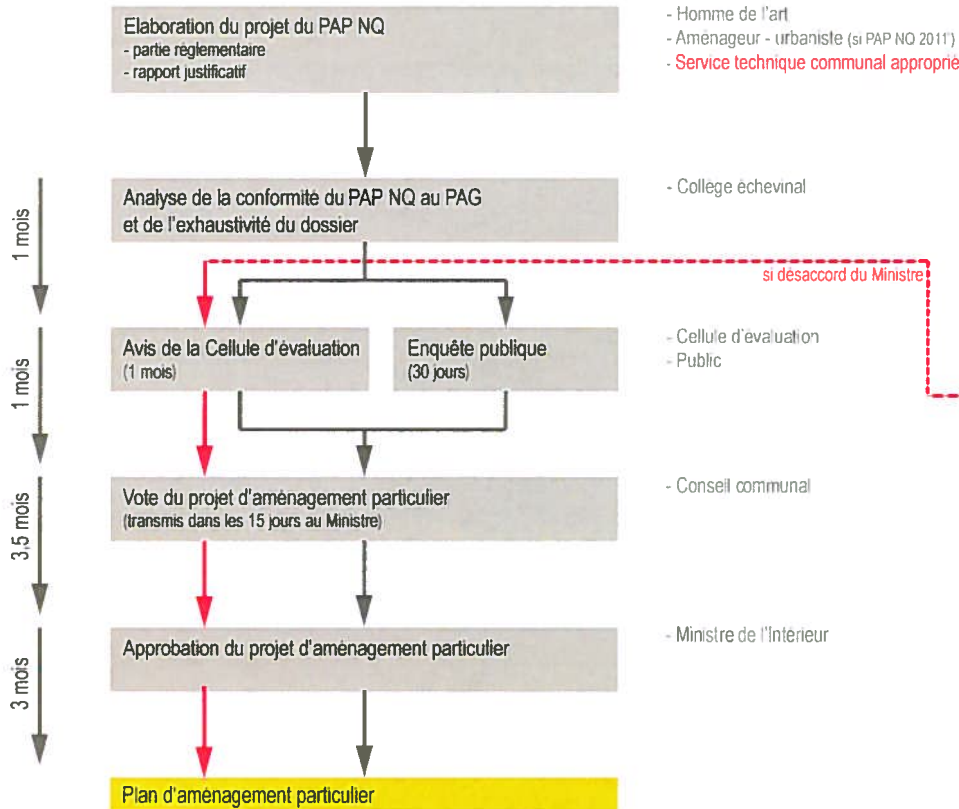 Elaboration du projet du PAP NQ
- partie réglementaire
- rapport justificatif
- Homme de l'art
- Aménageur - urbaniste (si PAP NQ 2011)
- Service technique communal approprié
1 mois
Analyse de la conformité du PAP NQ au PAG
et de l'exhaustivité du dossier
- Collège échevinal
si désaccord du Ministre
1 mois
Avis de la Cellule d'évaluation
(1 mois)
Enquête publique
(30 jours)
- Cellule d'évaluation
- Public
3,5 mois
Vote du projet d'aménagement particulier
(transmis dans les 15 jours au Ministre)
- Conseil communal
3 mois
Approbation du projet d'aménagement particulier
- Ministre de l'Intérieur
Plan d'aménagement particulier